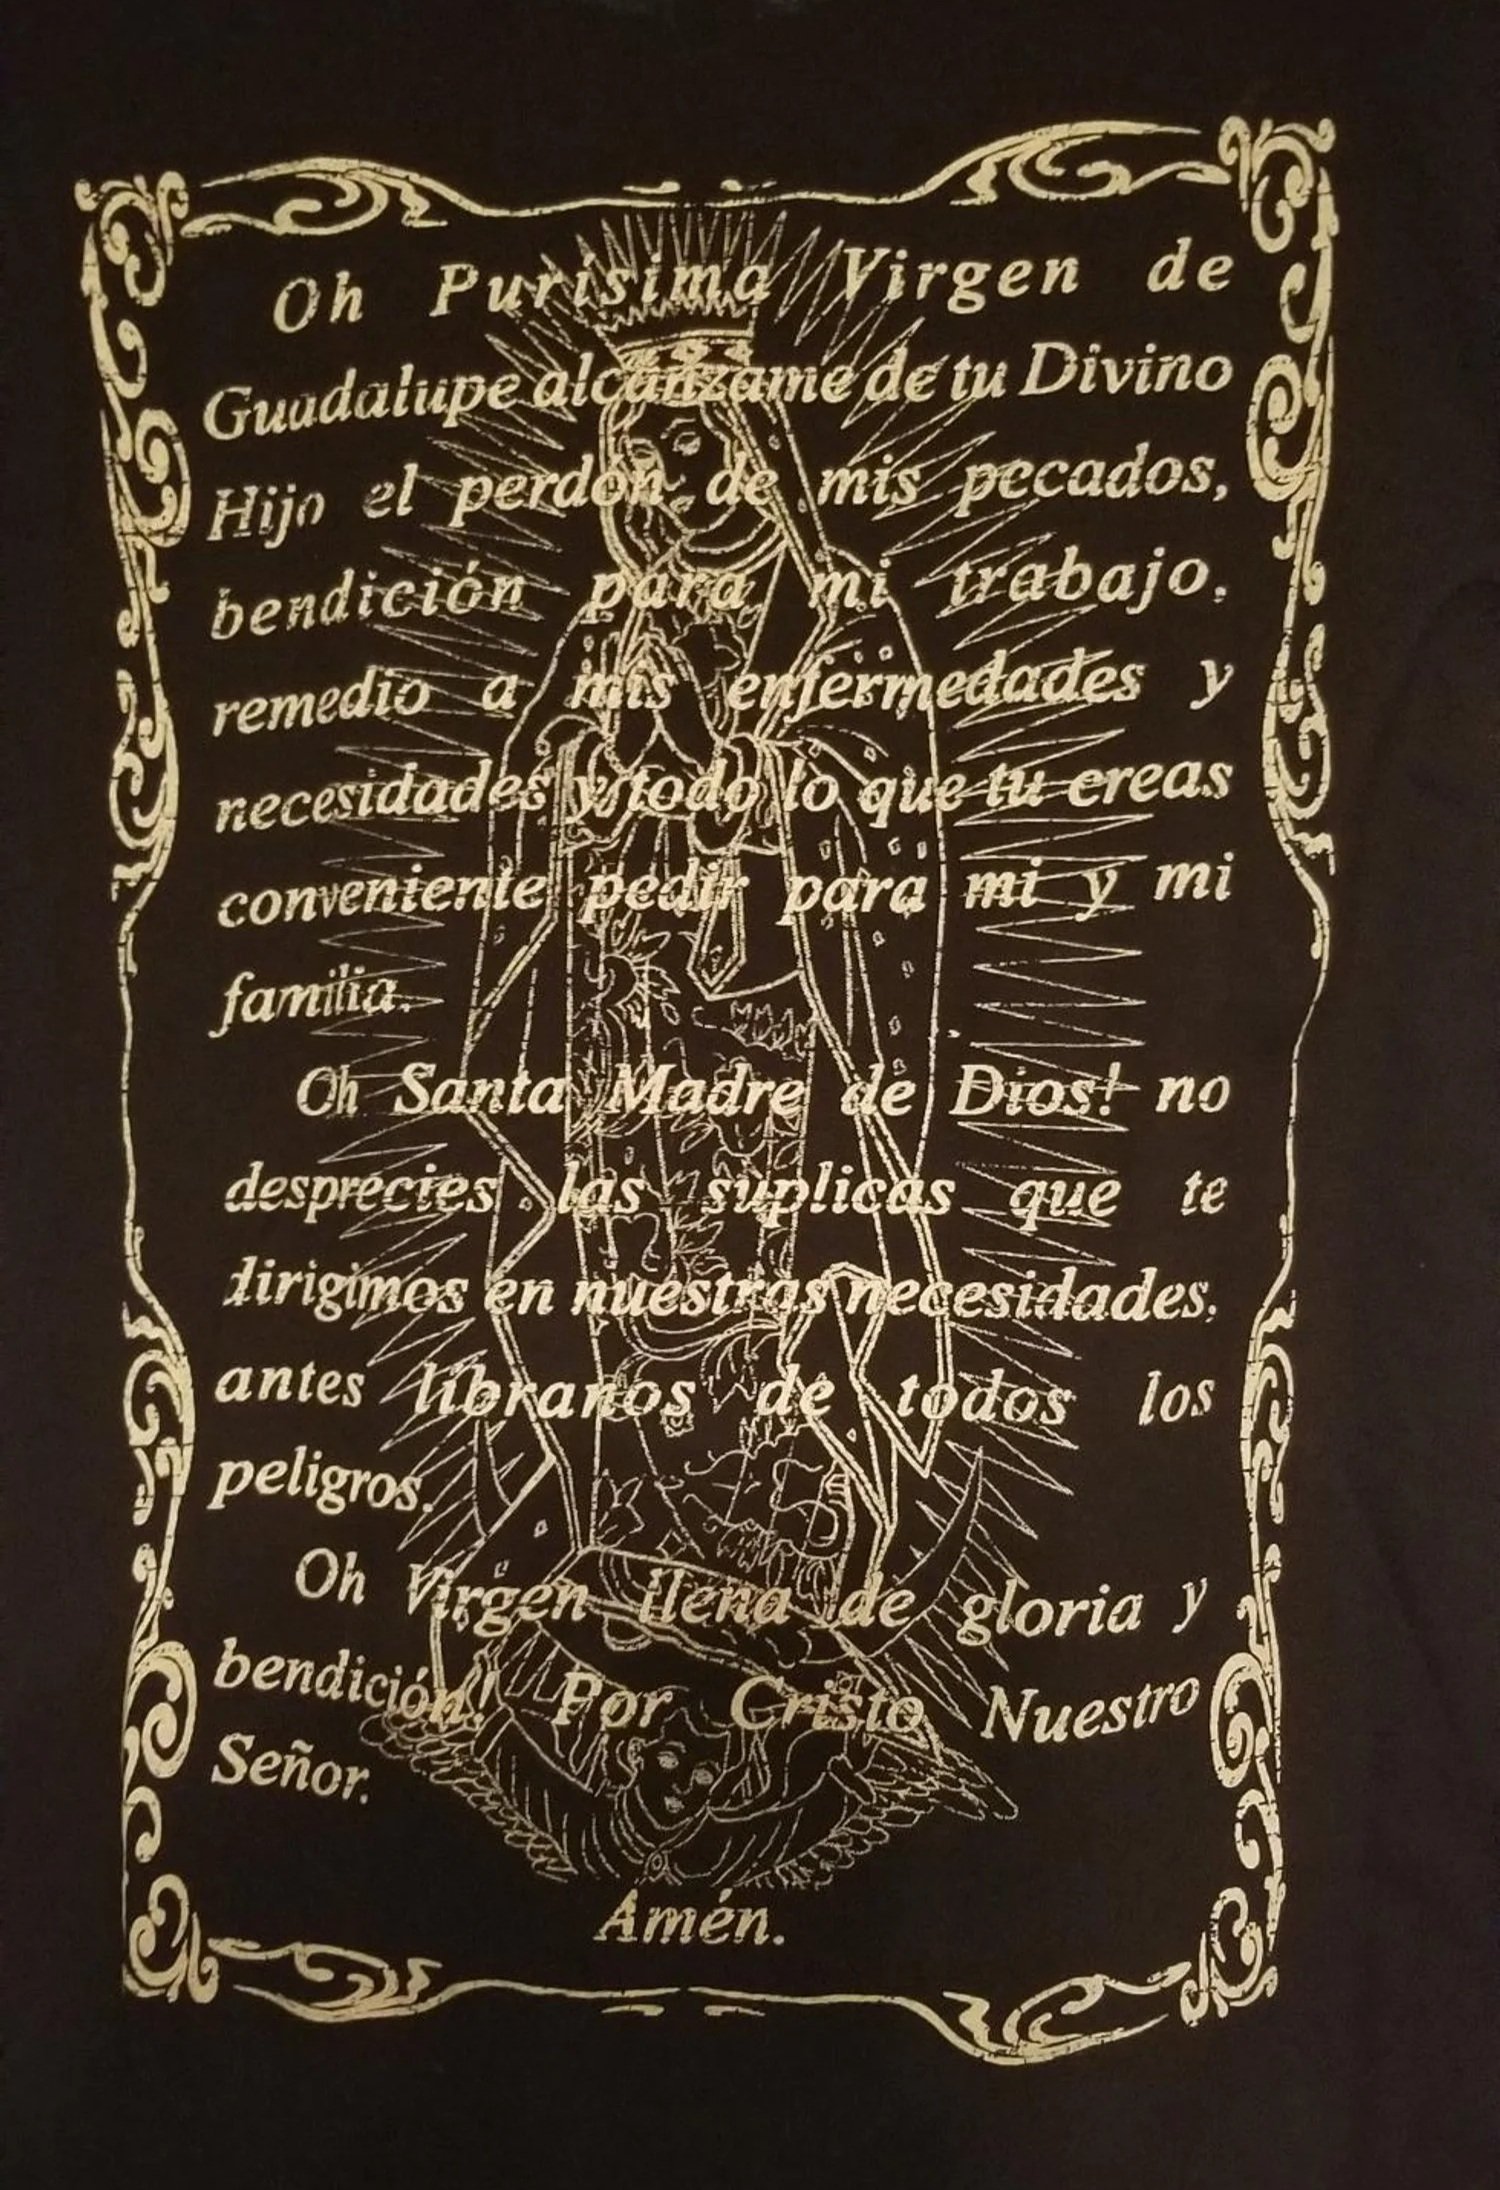 Oh Purísima Virgen de
Guadalupe alcanzame de tu Divino
Hijo el perdón de mis pecados,
bendición para mi trabajo,
remedio a mis enfermedades y
necesidades y todo lo que tu creas
conveniente pedir para mi y mi
familia.
Oh Santa Madre de Dios! no
desprecies las suplicas que te
dirigimos en nuestras necesidades,
antes libranos de todos los
peligros.
Oh Virgen llena de gloria y
bendición! Por Cristo Nuestro
Señor.
Amén.